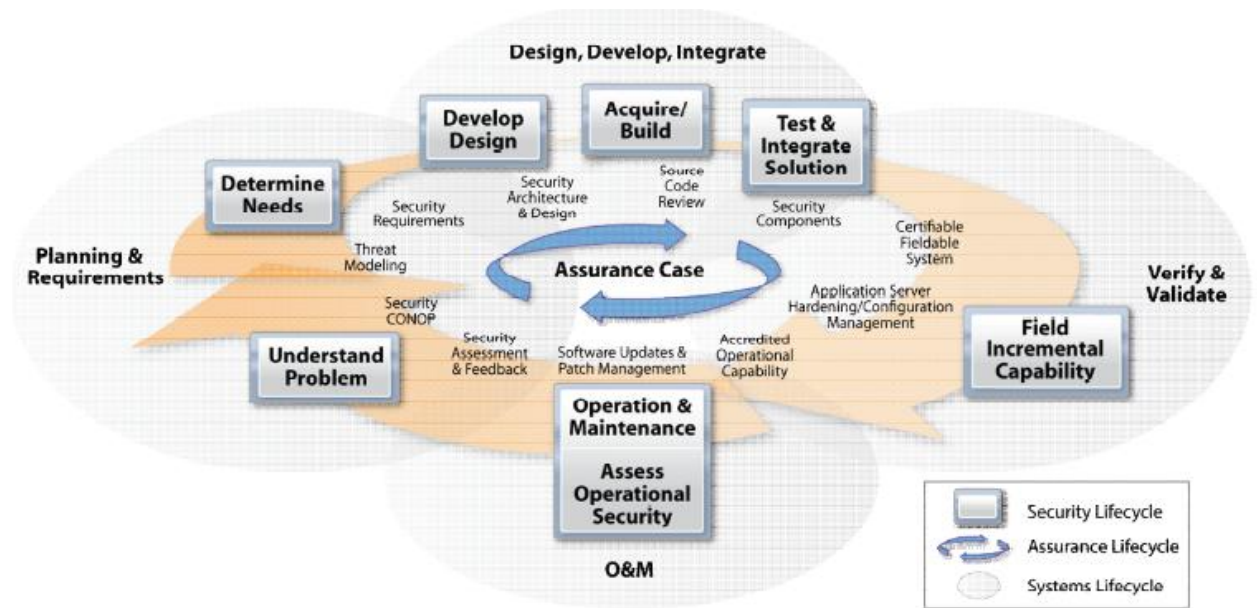 Design, Develop, Integrate
Develop
Design
Acquire/
Build
Test &
Integrate
Solution
Determine
Needs
Security
Requirements
Security
Architecture
& Design
Source
Code
Review
Security
Components
Certifiable
Fieldable
System
Planning &
Requirements
Threat
Modeling
Assurance Case
Verify &
Validate
Security
CONOP
Application Server
Hardening/Configuration
Management
Understand
Problem
Security
Assessment
& Feedback
Software Updates &
Patch Management
Accredited
Operational
Capability
Field
Incremental
Capability
Operation &
Maintenance
Assess
Operational
Security
O&M
Security Lifecycle
Assurance Lifecycle
Systems Lifecycle